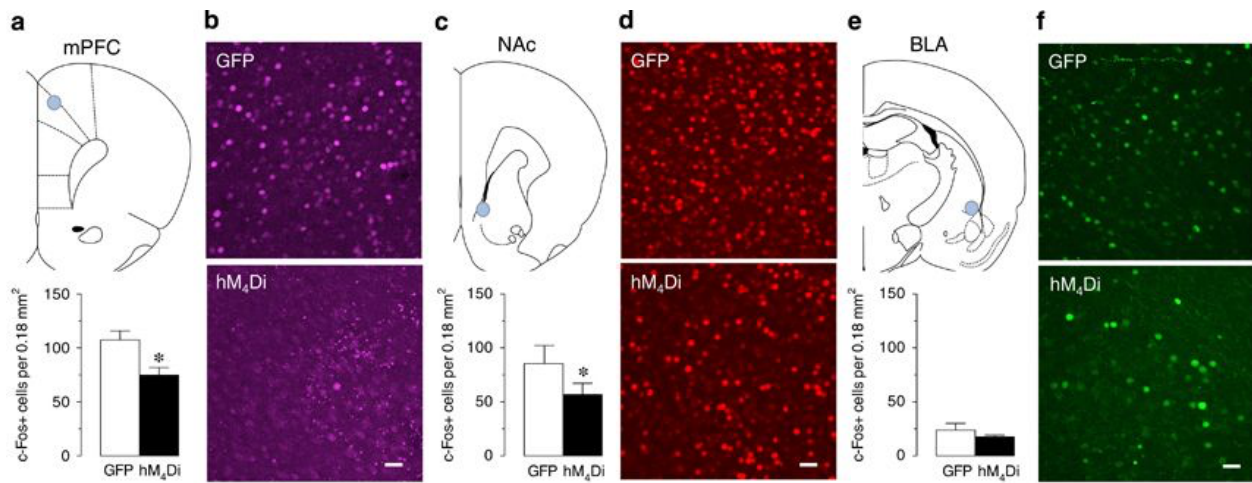 a
mPFC
b
GFP
hM₄Di
c-Fos+ cells per 0.18 mm²
150
100
50
0
*
GFP hM₄Di
c
NAc
d
GFP
hM₄Di
c-Fos+ cells per 0.18 mm²
150
100
50
0
*
GFP hM₄Di
e
BLA
f
GFP
hM₄Di
c-Fos+ cells per 0.18 mm²
150
100
50
0
GFP hM₄Di